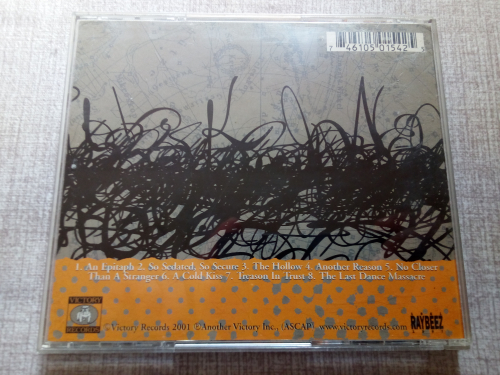 7 46105 01542 5
1. An Epitaph 2. So Sedated, So Secure 3. The Hollow 4. Another Reason 5. No Closer
Than A Stranger 6. A Cold Kiss 7. Treason In Trust 8. The Last Dance Massacre
VICTORY
RECORDS
Victory Records 2001 ©Another Victory Inc., (ASCAP) www.victoryrecords.com
RAYBEEZ